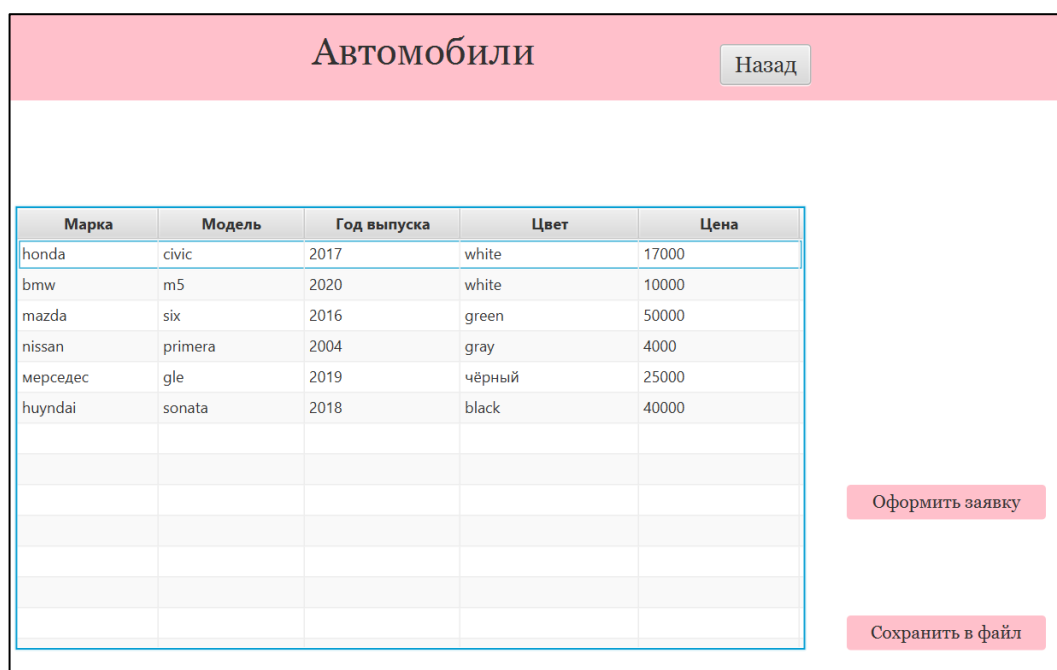 Автомобили
Назад
Марка Модель Год выпуска Цвет Цена
honda civic 2017 white 17000
bmw m5 2020 white 10000
mazda six 2016 green 50000
nissan primera 2004 gray 4000
мерседес gle 2019 чёрный 25000
huyndai sonata 2018 black 40000
Оформить заявку
Сохранить в файл